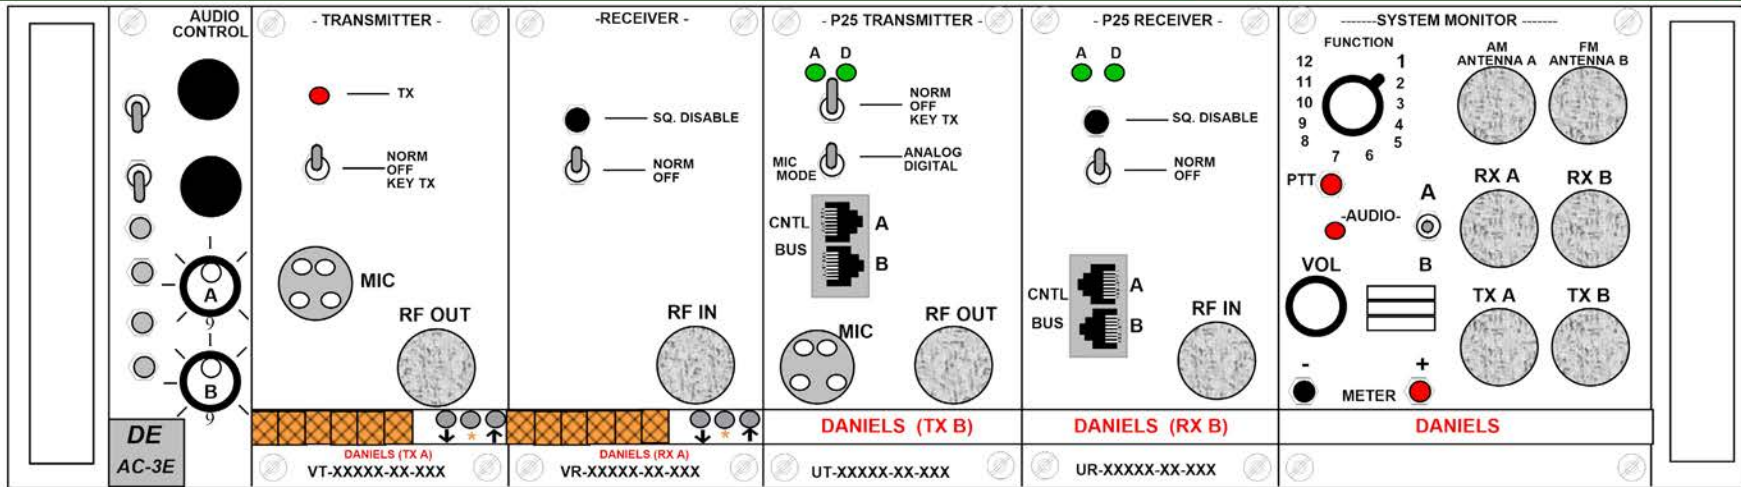 AUDIO
CONTROL
1
A
9
1
B
9
DE
AC-3E
- TRANSMITTER -
TX
NORM
OFF
KEY TX
MIC
RF OUT
*
DANIELS (TX A)
VT-XXXXX-XX-XXX
-RECEIVER -
SQ. DISABLE
NORM
OFF
RF IN
*
DANIELS (RX A)
VR-XXXXX-XX-XXX
- P25 TRANSMITTER -
A D
NORM
OFF
KEY TX
MIC
MODE
ANALOG
DIGITAL
CNTL
BUS
A
B
MIC
RF OUT
DANIELS (TX B)
UT-XXXXX-XX-XXX
- P25 RECEIVER -
A D
SQ. DISABLE
NORM
OFF
CNTL
BUS
A
B
RF IN
DANIELS (RX B)
UR-XXXXX-XX-XXX
-------SYSTEM MONITOR -------
FUNCTION
12 1
11 2
10 3
9 4
8 5
7 6
PTT
-AUDIO-
A
VOL
B
- +
METER
AM
ANTENNA A
FM
ANTENNA B
RX A RX B
TX A TX B
DANIELS